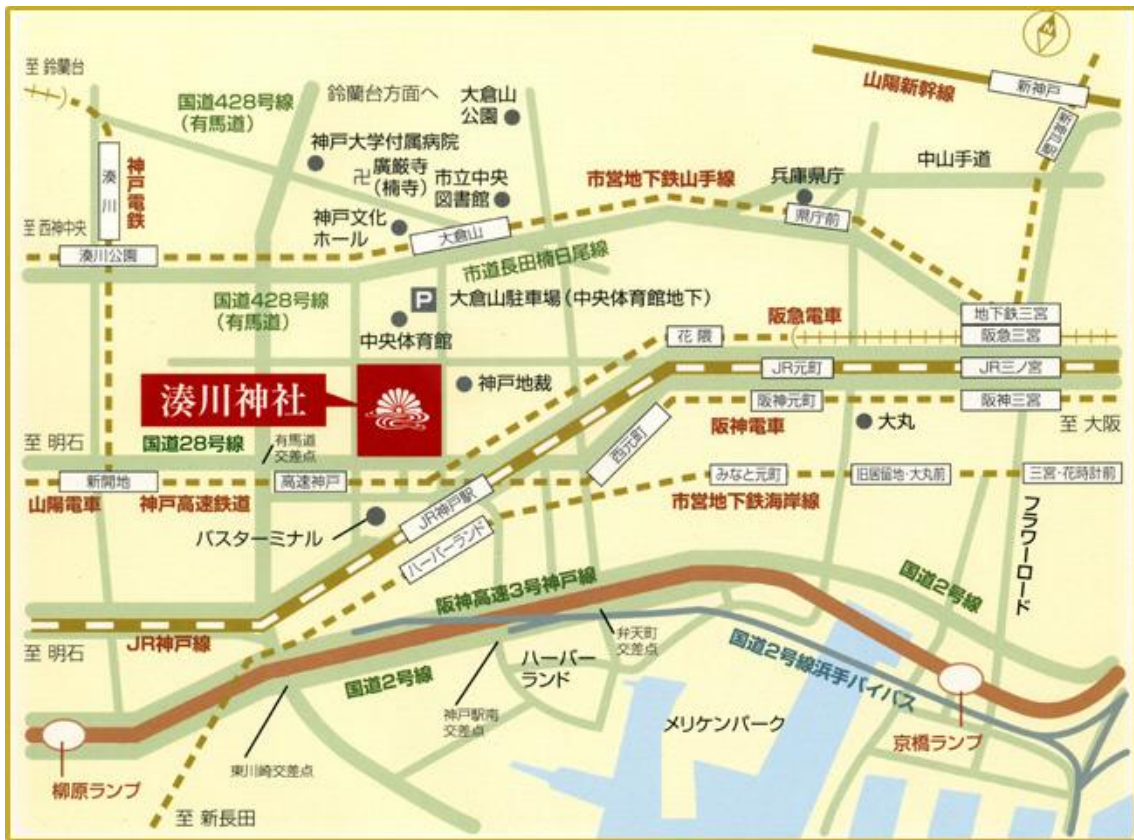 N
至 鈴蘭台
国道428号線
(有馬道)
鈴蘭台方面へ
大倉山
公園
山陽新幹線
新神戸
新神戸駅
神戸大学付属病院
卍
廣厳寺
(楠寺)
市立中央
図書館
湊川
神戸電鉄
市営地下鉄山手線
兵庫県庁
中山手道
至 西神中央
神戸文化
ホール
大倉山
県庁前
湊川公園
市道長田楠日尾線
国道428号線
(有馬道)
P
大倉山駐車場(中央体育館地下)
中央体育館
花隈
阪急電車
地下鉄三宮
阪急三宮
湊川神社
神戸地裁
JR元町
JR三ノ宮
阪神元町
阪神三宮
至 明石
国道28号線
有馬道
交差点
西元町
阪神電車
大丸
至 大阪
新開地
高速神戸
みなと元町
旧居留地・大丸前
三宮・花時計前
山陽電車
神戸高速鉄道
JR神戸駅
市営地下鉄海岸線
バスターミナル
ハーバーランド
フラワーロード
阪神高速3号神戸線
国道2号線
JR神戸線
至 明石
弁天町
交差点
国道2号線
ハーバー
ランド
国道2号線浜手バイパス
神戸駅南
交差点
メリケンパーク
京橋ランプ
東川崎交差点
柳原ランプ
至 新長田